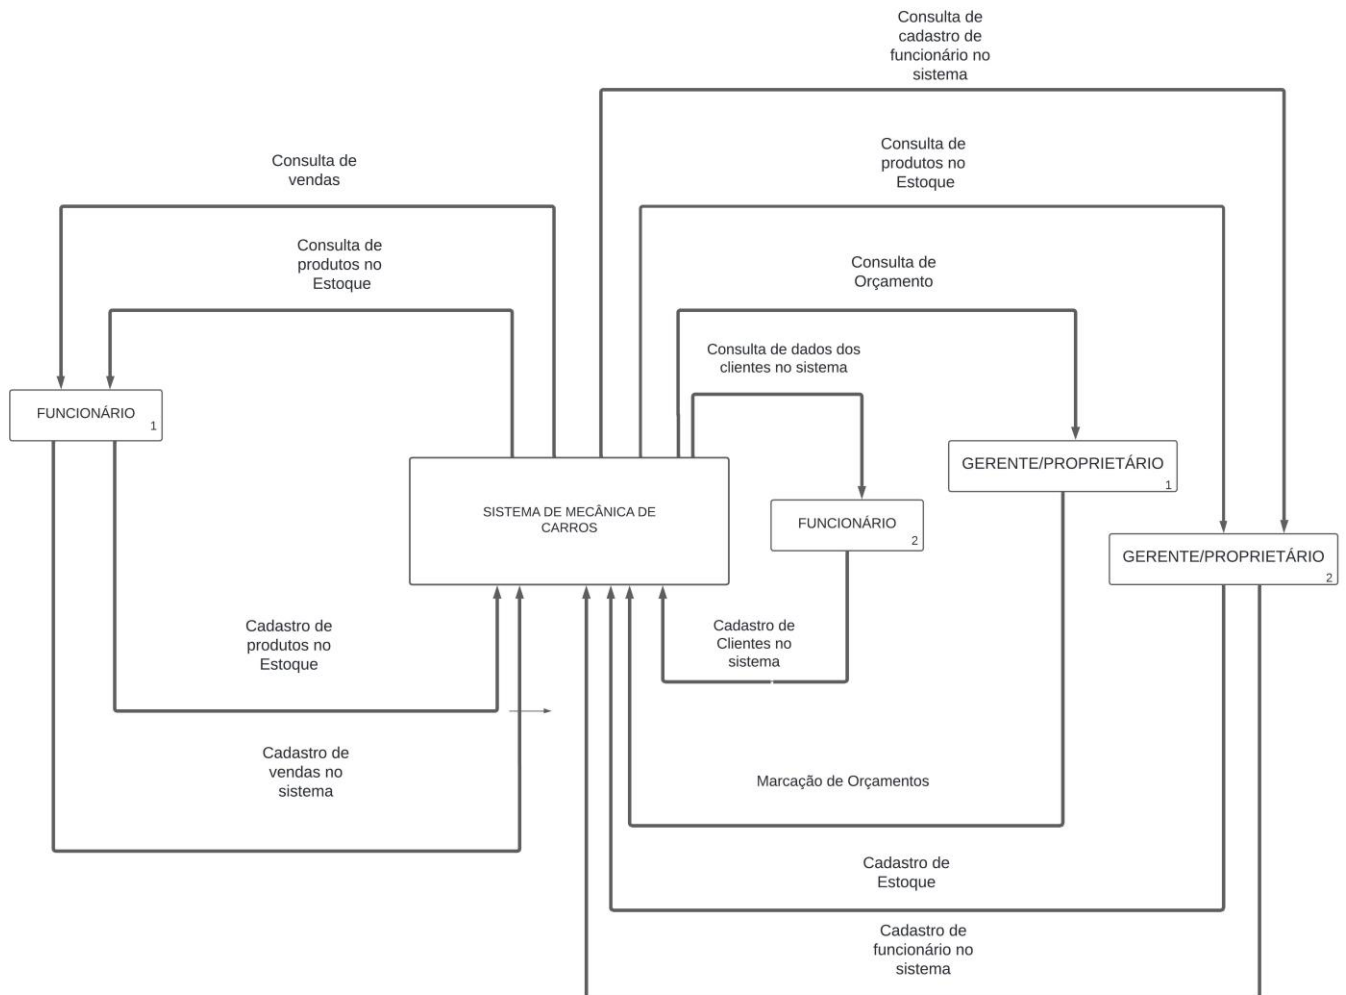 Consulta de
cadastro de
funcionário no
sistema
Consulta de
produtos no
Estoque
Consulta de
vendas
Consulta de
produtos no
Estoque
Consulta de
Orçamento
Consulta de dados dos
clientes no sistema
FUNCIONÁRIO
1
GERENTE/PROPRIETÁRIO
1
SISTEMA DE MECÂNICA DE
CARROS
FUNCIONÁRIO
2
GERENTE/PROPRIETÁRIO
2
Cadastro de
produtos no
Estoque
Cadastro de
Clientes no
sistema
Cadastro de
vendas no
sistema
Marcação de Orçamentos
Cadastro de
Estoque
Cadastro de
funcionário no
sistema